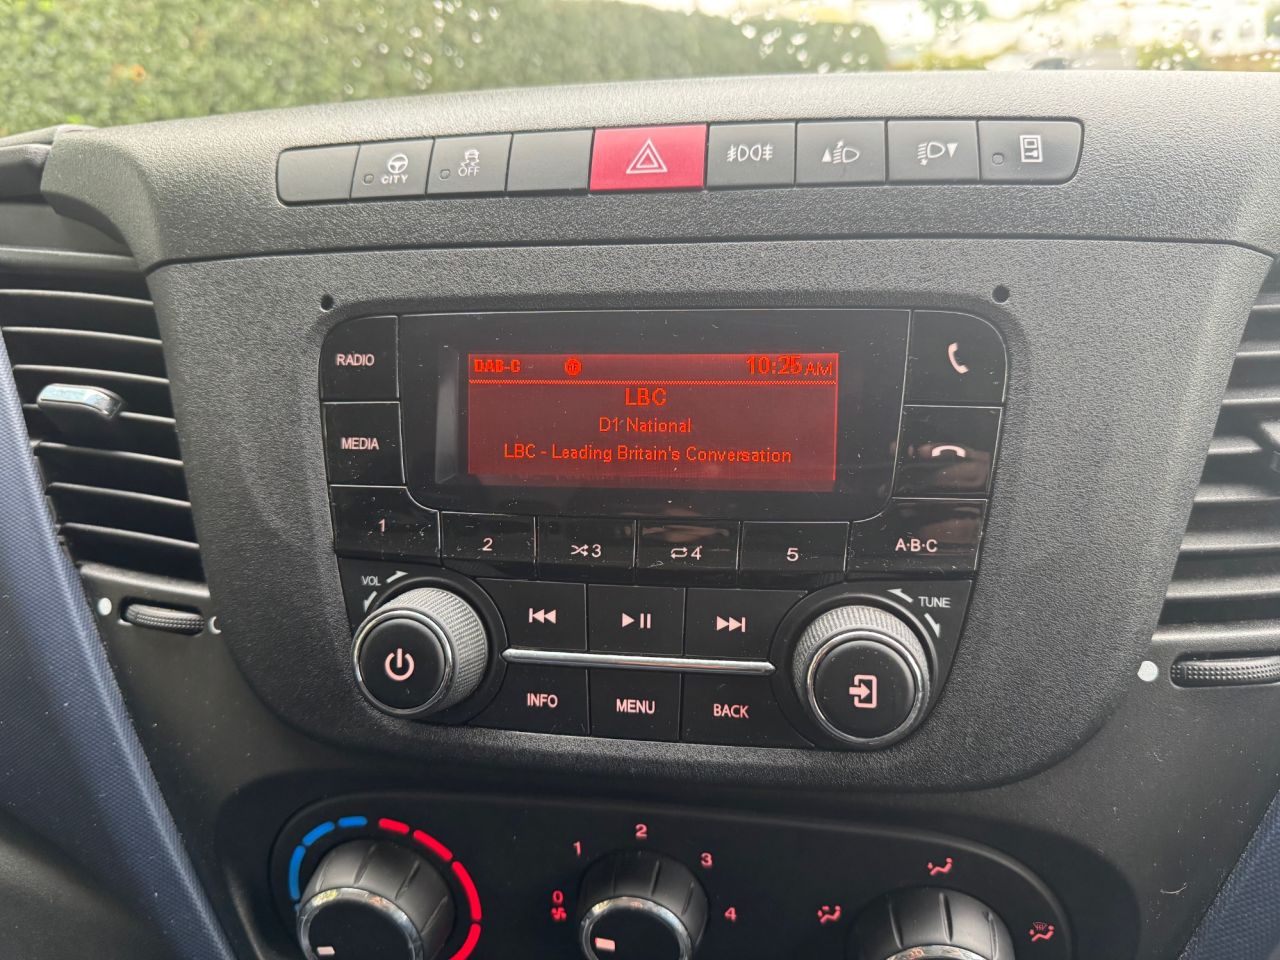 CITY
OFF
RADIO
DAB-C 10:25 AM
LBC
D1 National
LBC - Leading Britain's Conversation
MEDIA
1
2
3
4
5
A·B·C
VOL
TUNE
INFO
MENU
BACK
0
1
2
3
4